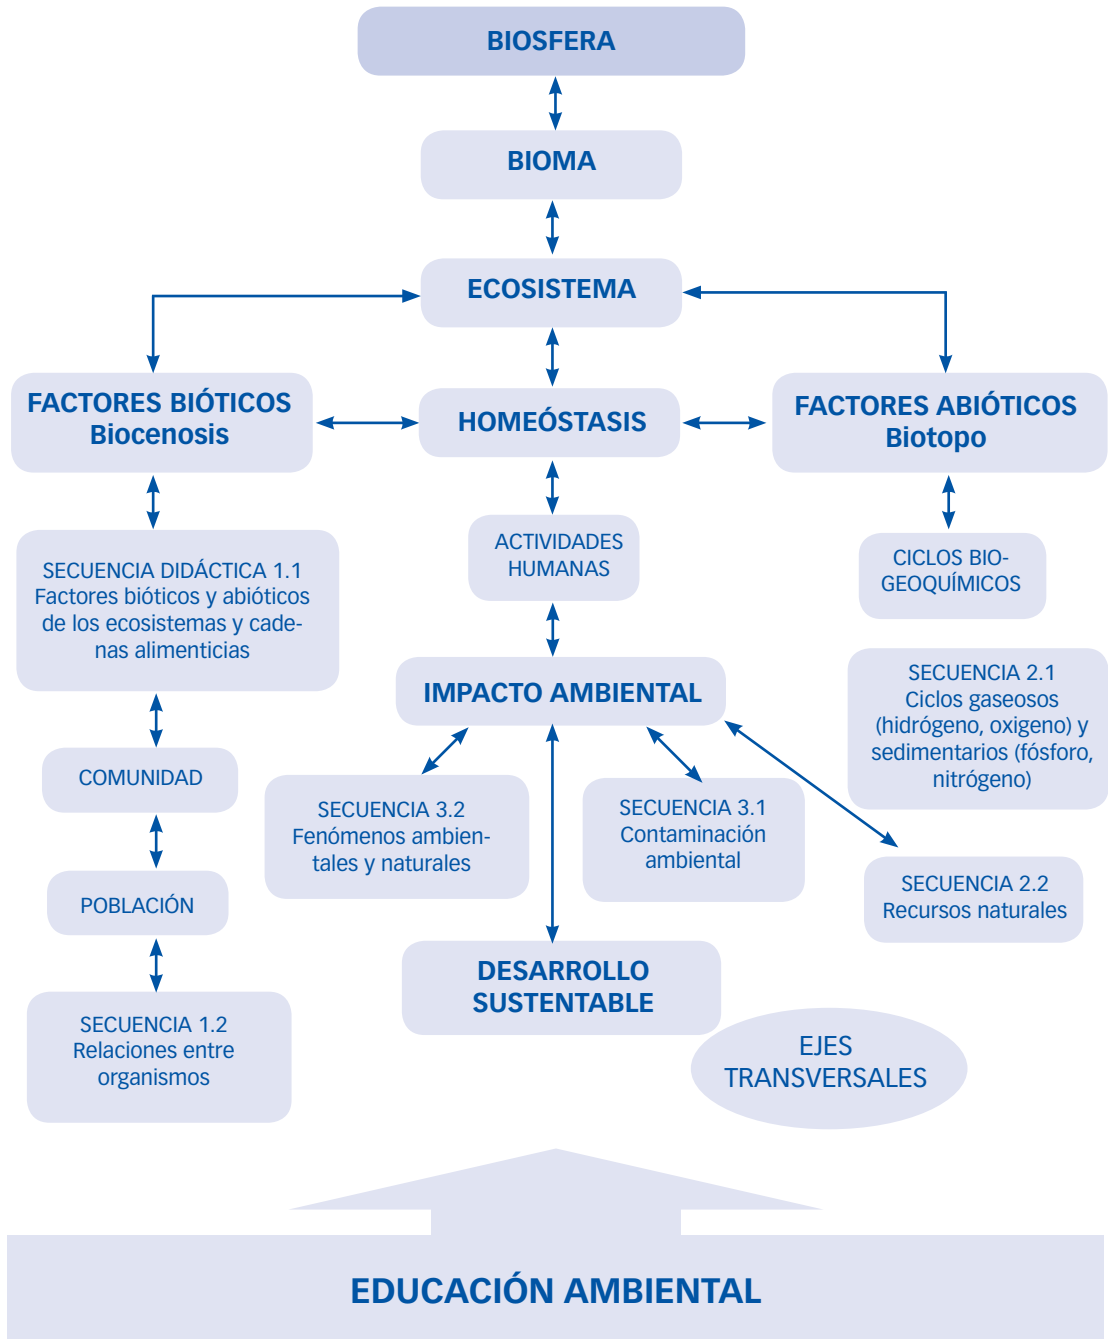 BIOSFERA
BIOMA
ECOSISTEMA
FACTORES BIÓTICOS
Biocenosis
HOMEÓSTASIS
FACTORES ABIÓTICOS
Biotopo
SECUENCIA DIDÁCTICA 1.1
Factores bióticos y abióticos
de los ecosistemas y cade-
nas alimenticias
ACTIVIDADES
HUMANAS
CICLOS BIO-
GEOQUÍMICOS
IMPACTO AMBIENTAL
SECUENCIA 2.1
Ciclos gaseosos
(hidrógeno, oxigeno) y
sedimentarios (fósforo,
nitrógeno)
COMUNIDAD
SECUENCIA 3.2
Fenómenos ambien-
tales y naturales
SECUENCIA 3.1
Contaminación
ambiental
SECUENCIA 2.2
Recursos naturales
POBLACIÓN
DESARROLLO
SUSTENTABLE
SECUENCIA 1.2
Relaciones entre
organismos
EJES
TRANSVERSALES
EDUCACIÓN AMBIENTAL